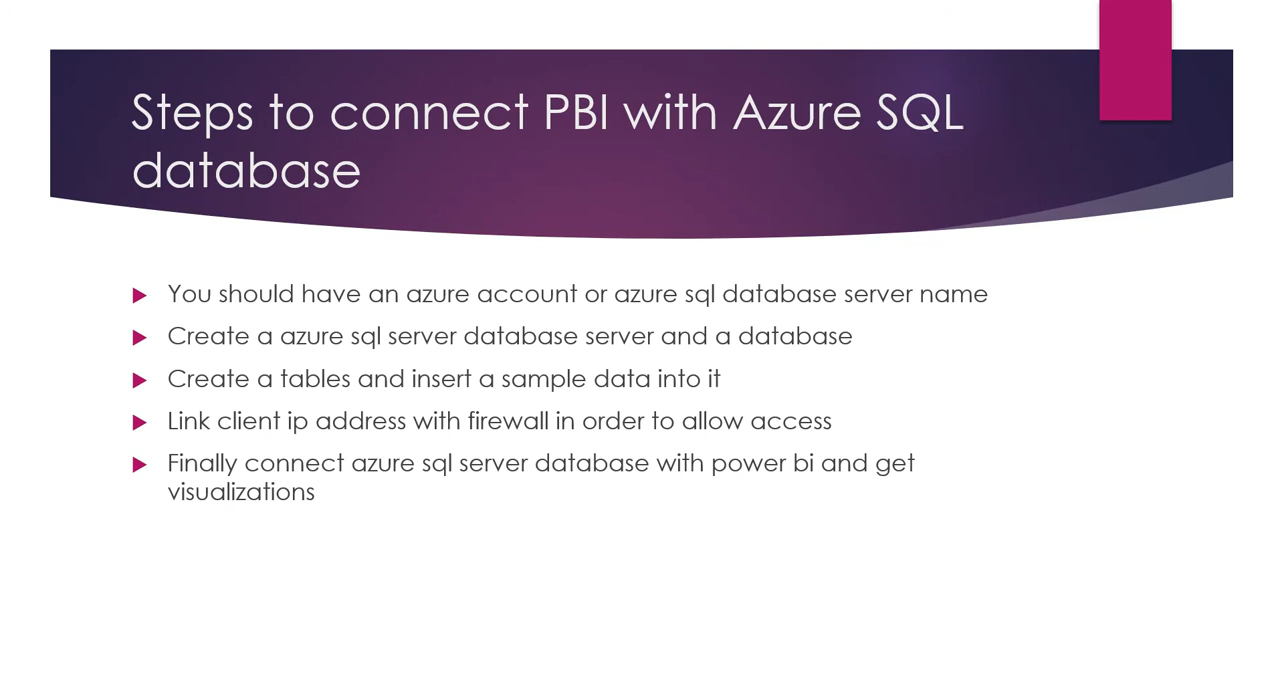 Steps to connect PBI with Azure SQL
database
You should have an azure account or azure sql database server name
Create a azure sql server database server and a database
Create a tables and insert a sample data into it
Link client ip address with firewall in order to allow access
Finally connect azure sql server database with power bi and get
visualizations